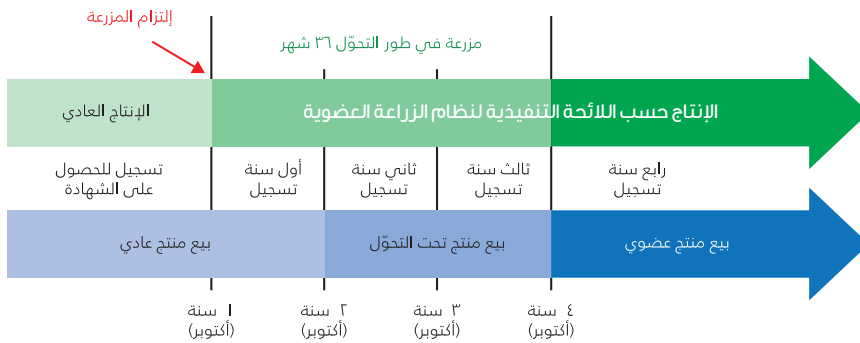 إلتزام المزرعة
مزرعة في طور التحوّل ٣٦ شهر
الإنتاج العادي
الإنتاج حسب اللائحة التنفيذية لنظام الزراعة العضوية
تسجيل للحصول
على الشهادة
أول سنة
تسجيل
ثاني سنة
تسجيل
ثالث سنة
تسجيل
رابع سنة
تسجيل
بيع منتج عادي
بيع منتج تحت التحوّل
بيع منتج عضوي
سنة ١
(أكتوبر)
سنة ٢
(أكتوبر)
سنة ٣
(أكتوبر)
سنة ٤
(أكتوبر)